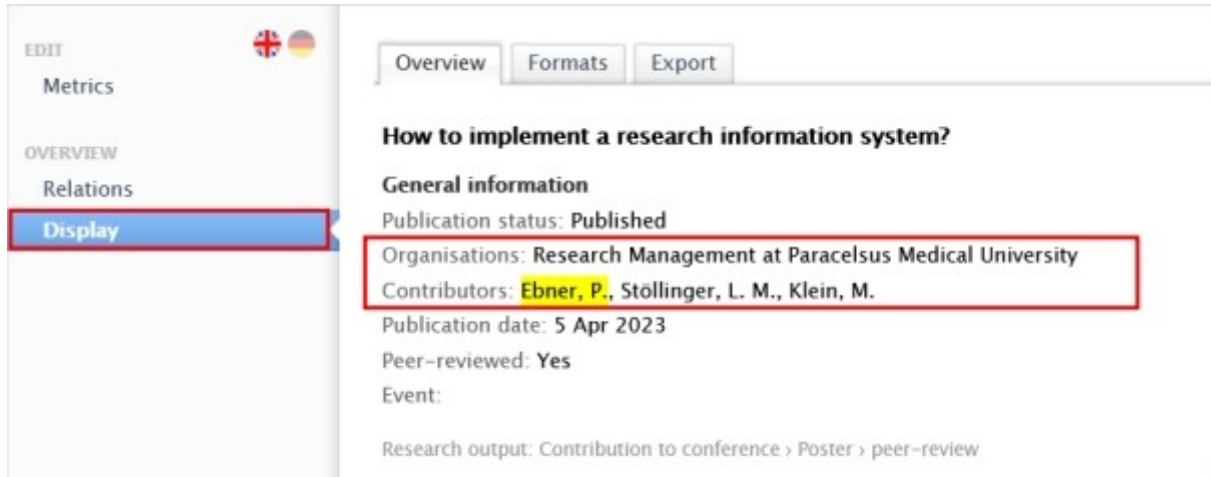 EDIT
Metrics
OVERVIEW
Relations
Display
Overview Formats Export
How to implement a research information system?
General information
Publication status: Published
Organisations: Research Management at Paracelsus Medical University
Contributors: Ebner, P., Stöllinger, L. M., Klein, M.
Publication date: 5 Apr 2023
Peer-reviewed: Yes
Event:
Research output: Contribution to conference › Poster › peer-review